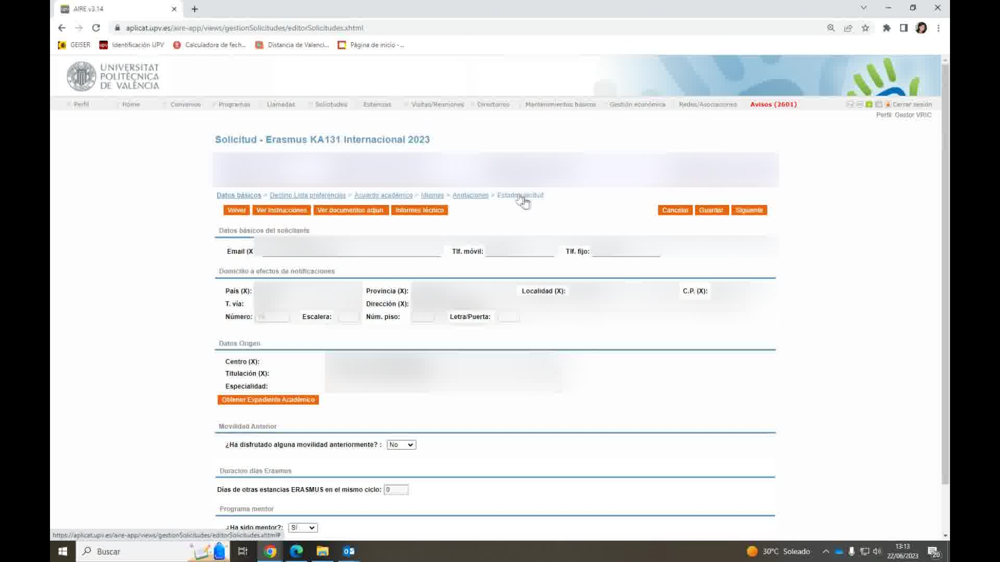 upv AIRE v3.14
aplicat.upv.es/aire-app/views/gestionSolicitudes/editorSolicitudes.xhtml
GEISER upv Identificación UPV Calculadora de fech... Distancia de Valenci... Página de inicio -...
UNIVERSITAT
POLITÈCNICA
DE VALÈNCIA
Perfil Home Convenios Programas Llamadas Solicitudes Estancias Visitas/Reuniones Directorios Mantenimientos básicos Gestión económica Redes/Asociaciones Avisos (2601) Cerrar sesión
Perfil: Gestor VRIC
Solicitud - Erasmus KA131 Internacional 2023
Datos básicos > Destino Lista preferencias > Acuerdo académico > Idiomas > Anotaciones > Estado solicitud
Volver Ver Instrucciones Ver documentos adjun Informes técnico Cancelar Guardar Siguiente
Datos básicos del solicitante
Email (X Tlf. móvil: Tlf. fijo:
Domicilio a efectos de notificaciones
País (X): Provincia (X): Localidad (X): C.P. (X):
T. vía: Dirección (X):
Número: Escalera: Núm. piso: Letra/Puerta:
Datos Origen
Centro (X):
Titulación (X):
Especialidad:
Obtener Expediente Académico
Movilidad Anterior
¿Ha disfrutado alguna movilidad anteriormente? : No
Duracion días Erasmus
Días de otras estancias ERASMUS en el mismo ciclo: 0
Programa mentor
¿Ha sido mentor?: Sí
https://aplicat.upv.es/aire-app/views/gestionSolicitudes/editorSolicitudes.xhtml#
Buscar 30°C Soleado 13:13
22/06/2023 20